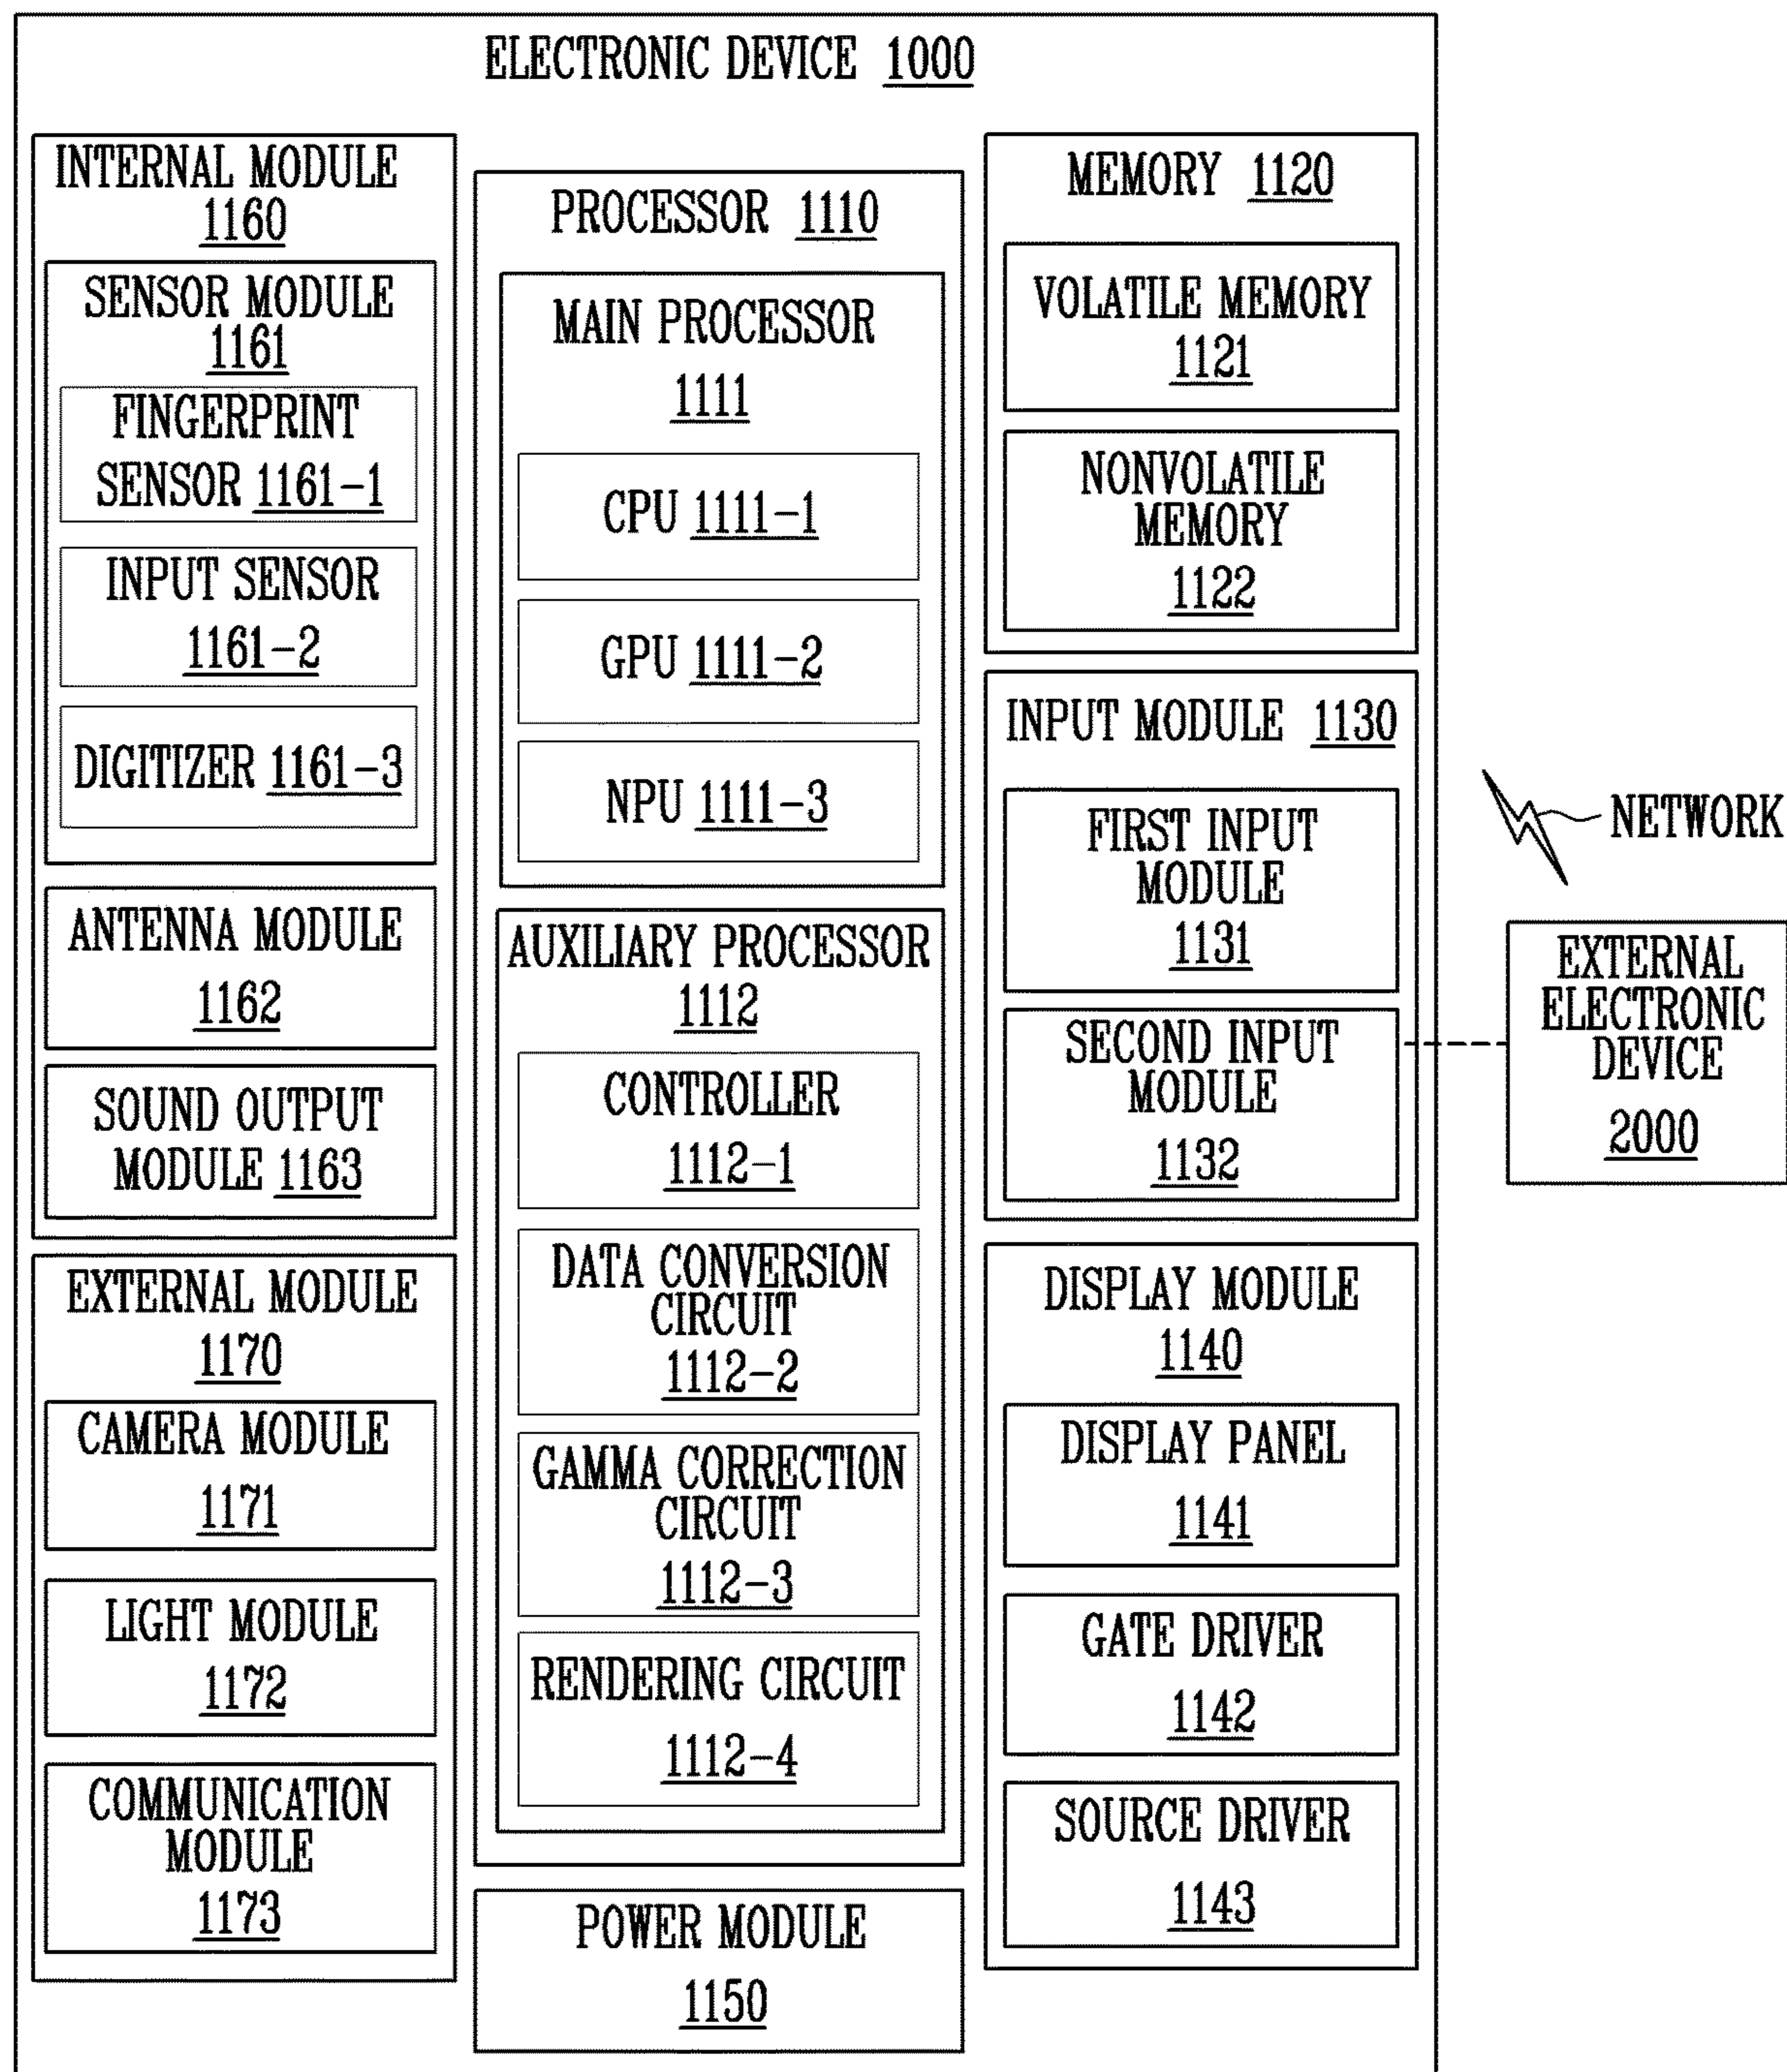 ELECTRONIC DEVICE 1000
INTERNAL MODULE
1160
SENSOR MODULE
1161
FINGERPRINT
SENSOR 1161-1
INPUT SENSOR
1161-2
DIGITIZER 1161-3
ANTENNA MODULE
1162
SOUND OUTPUT
MODULE 1163
EXTERNAL MODULE
1170
CAMERA MODULE
1171
LIGHT MODULE
1172
COMMUNICATION
MODULE
1173
PROCESSOR 1110
MAIN PROCESSOR
1111
CPU 1111-1
GPU 1111-2
NPU 1111-3
AUXILIARY PROCESSOR
1112
CONTROLLER
1112-1
DATA CONVERSION
CIRCUIT
1112-2
GAMMA CORRECTION
CIRCUIT
1112-3
RENDERING CIRCUIT
1112-4
POWER MODULE
1150
MEMORY 1120
VOLATILE MEMORY
1121
NONVOLATILE
MEMORY
1122
INPUT MODULE 1130
FIRST INPUT
MODULE
1131
SECOND INPUT
MODULE
1132
DISPLAY MODULE
1140
DISPLAY PANEL
1141
GATE DRIVER
1142
SOURCE DRIVER
1143
NETWORK
EXTERNAL
ELECTRONIC
DEVICE
2000